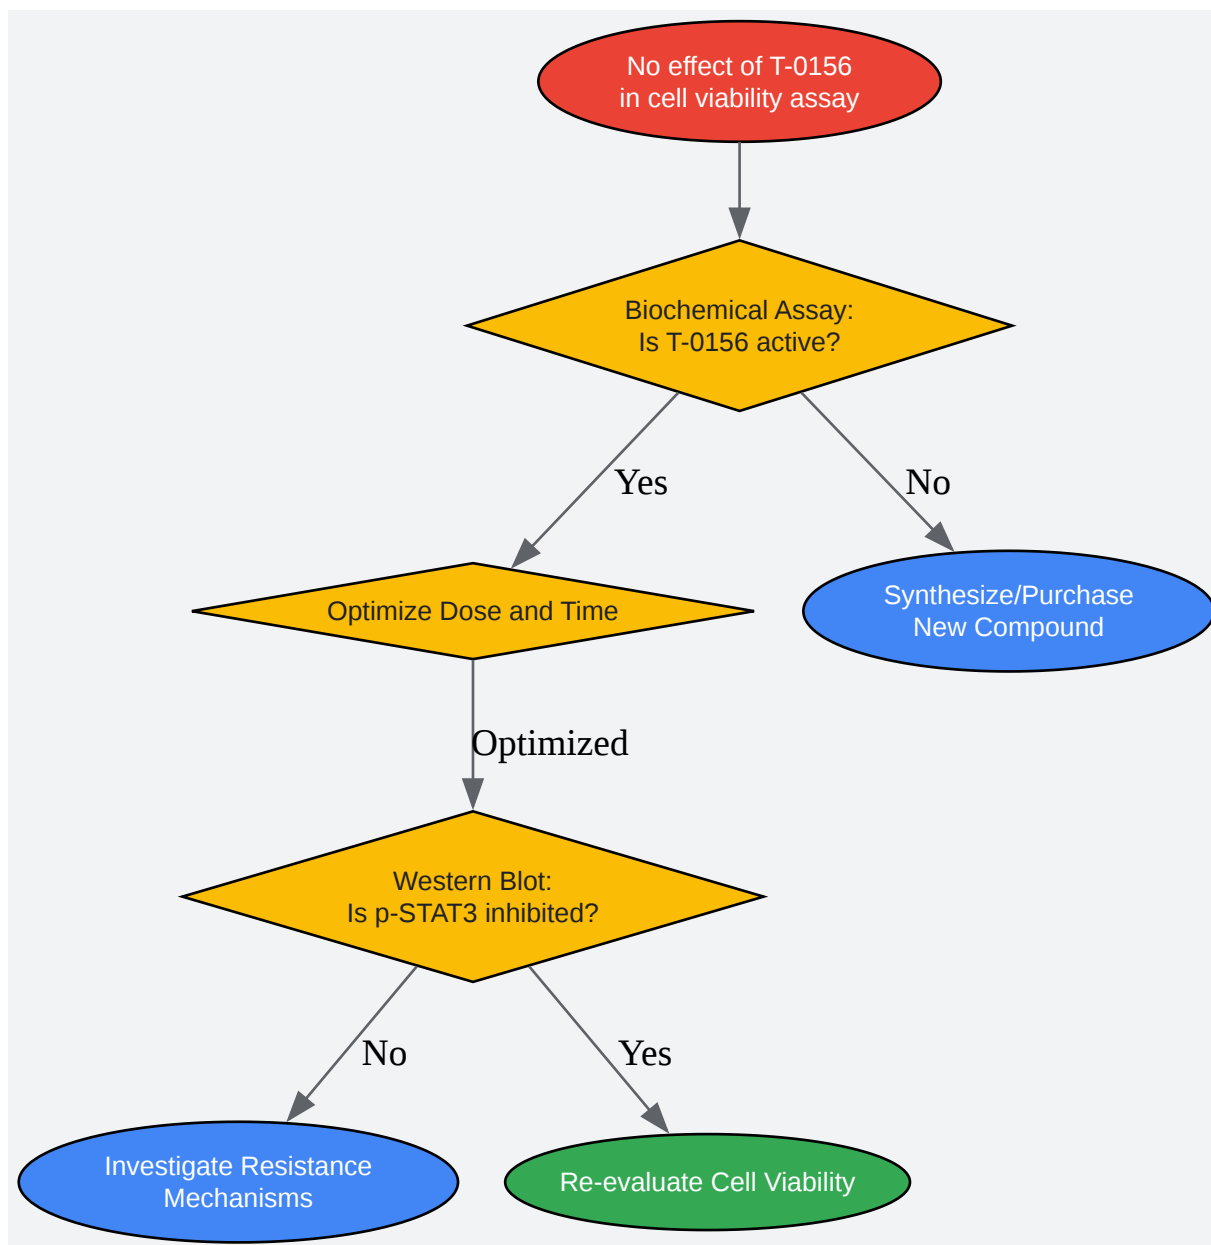 No effect of T-0156
in cell viability assay
Biochemical Assay:
Is T-0156 active?
Yes
No
Optimize Dose and Time
Synthesize/Purchase
New Compound
Optimized
Western Blot:
Is p-STAT3 inhibited?
No
Yes
Investigate Resistance
Mechanisms
Re-evaluate Cell Viability